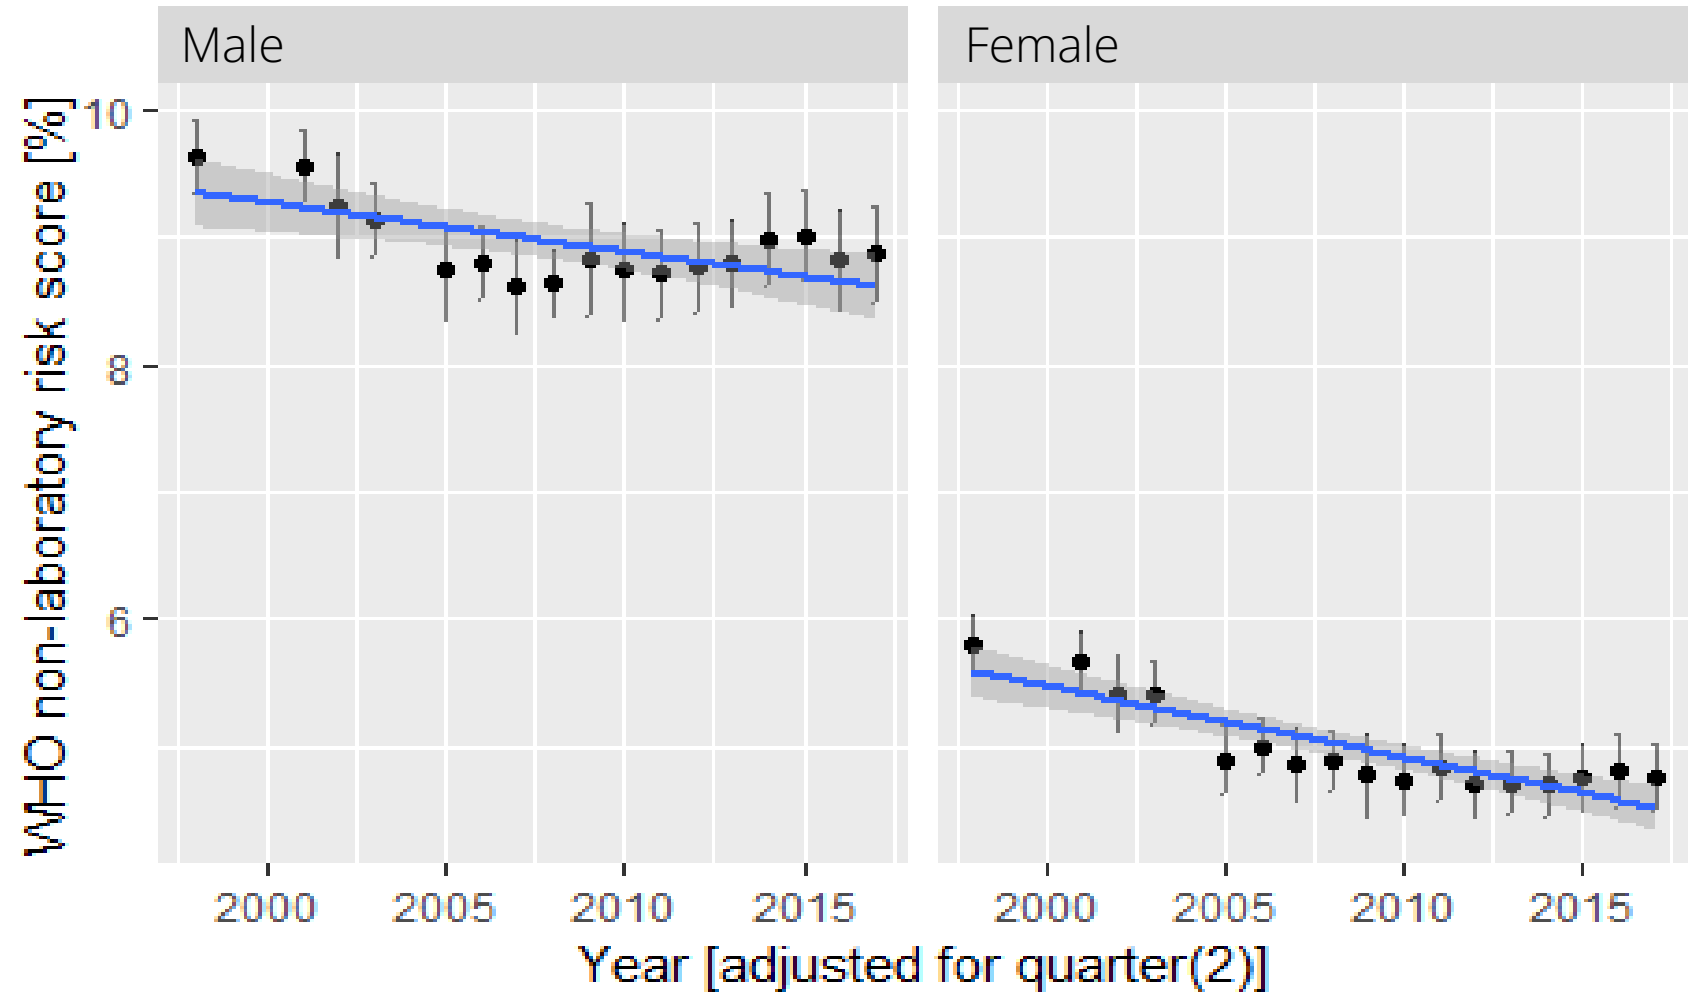 Male Female
WHO non-laboratory risk score [%]
10
8
6
2000 2005 2010 2015 2000 2005 2010 2015
Year [adjusted for quarter(2)]